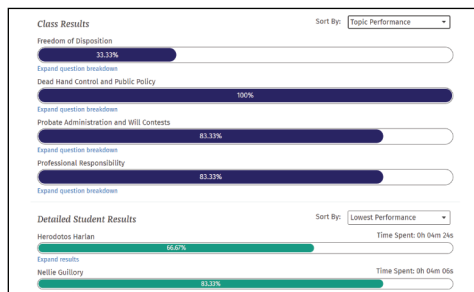 Class Results
Sort By: Topic Performance
Freedom of Disposition
33.33%
Expand question breakdown
Dead Hand Control and Public Policy
100%
Expand question breakdown
Probate Administration and Will Contests
83.33%
Expand question breakdown
Professional Responsibility
83.33%
Expand question breakdown
Detailed Student Results
Sort By: Lowest Performance
Herodotos Harlan Time Spent: 0h 04m 24s
66.67%
Expand results
Nellie Guillory Time Spent: 0h 04m 06s
83.33%